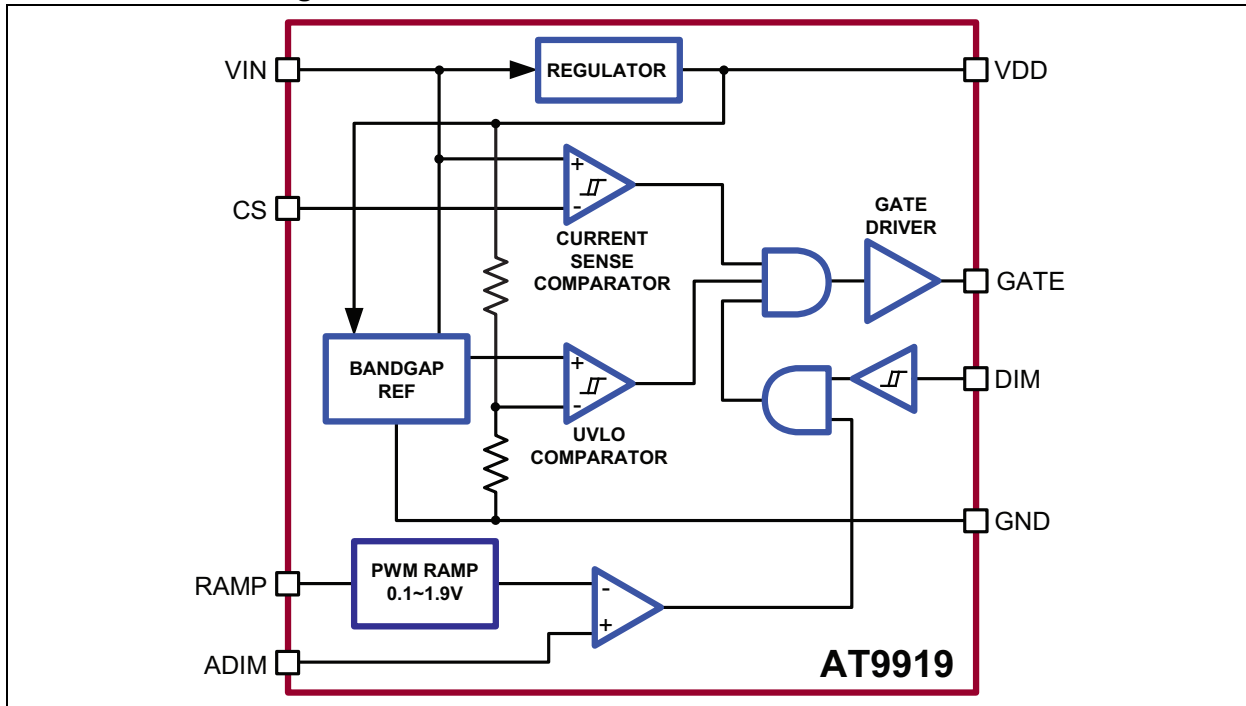 VIN
REGULATOR
VDD
CS
+
-
CURRENT
SENSE
COMPARATOR
GATE
DRIVER
GATE
BANDGAP
REF
+
-
UVLO
COMPARATOR
DIM
GND
RAMP
PWM RAMP
0.1~1.9V
-
+
ADIM
AT9919